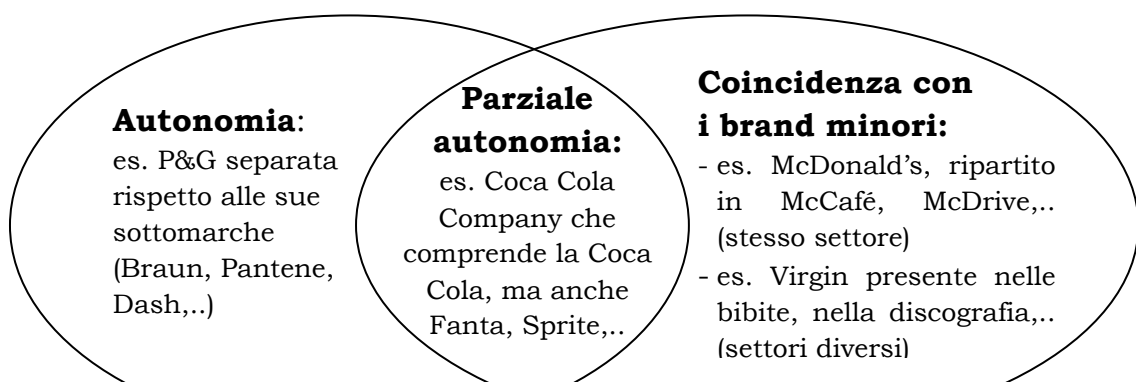 Autonomia:
es. P&G separata
rispetto alle sue
sottomarche
(Braun, Pantene,
Dash,..)
Parziale
autonomia:
es. Coca Cola
Company che
comprende la Coca
Cola, ma anche
Fanta, Sprite,..
Coincidenza con
i brand minori:
- es. McDonald’s, ripartito
in McCafé, McDrive,..
(stesso settore)
- es. Virgin presente nelle
bibite, nella discografia,..
(settori diversi)